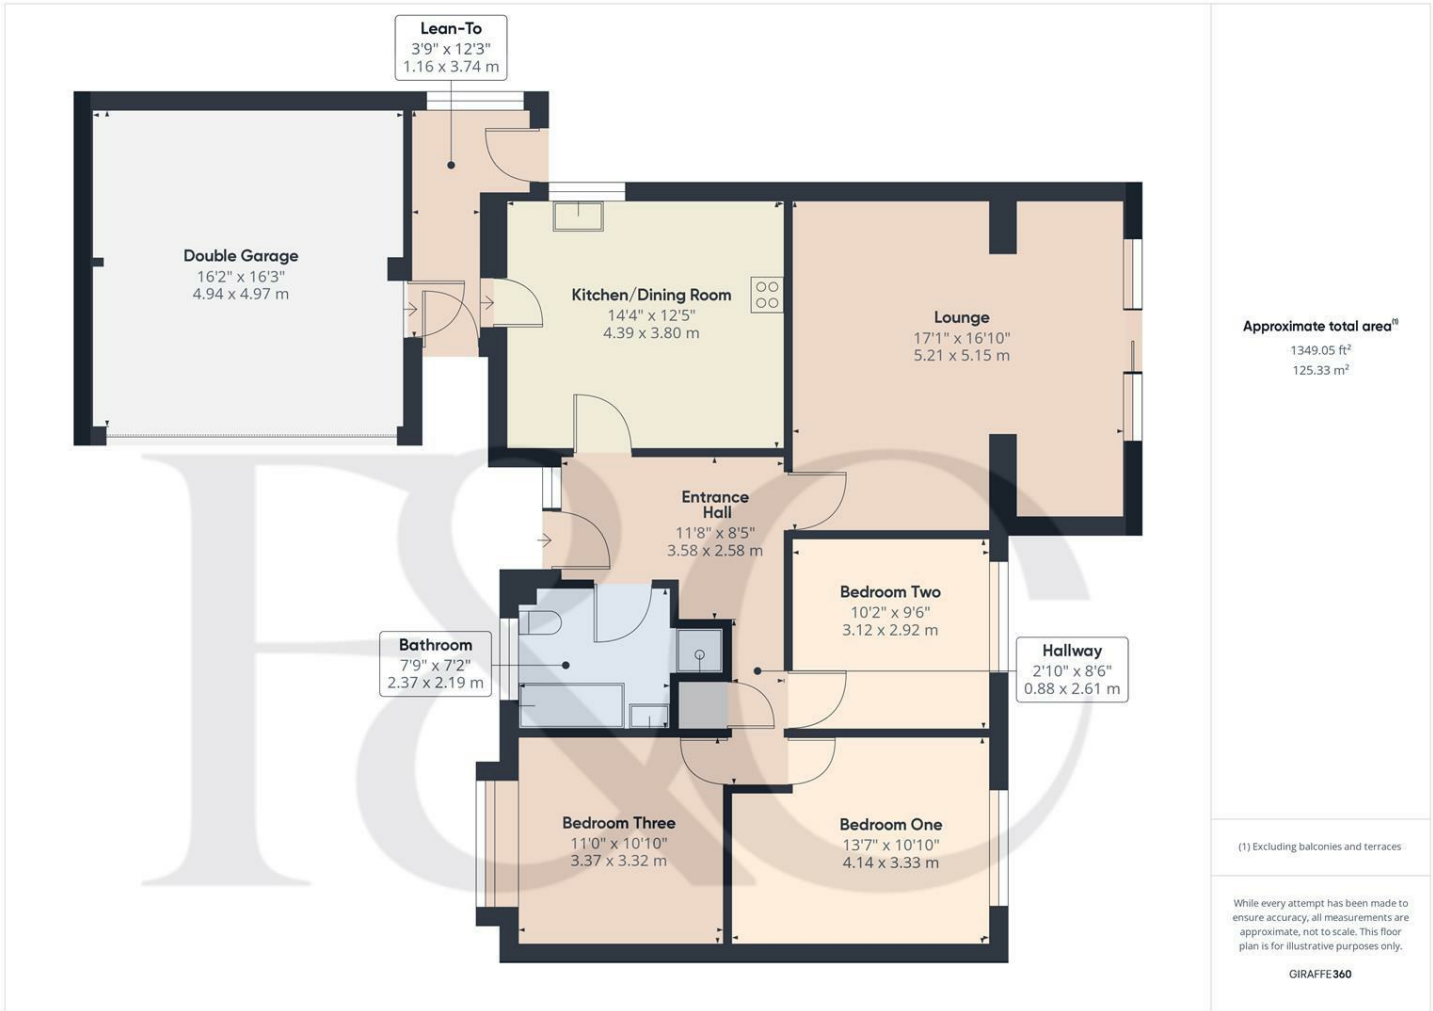 Lean-To
3'9" x 12'3"
1.16 x 3.74 m
Double Garage
16'2" x 16'3"
4.94 x 4.97 m
Kitchen/Dining Room
14'4" x 12'5"
4.39 x 3.80 m
Lounge
17'1" x 16'10"
5.21 x 5.15 m
Entrance
Hall
11'8" x 8'5"
3.58 x 2.58 m
Bedroom Two
10'2" x 9'6"
3.12 x 2.92 m
Bathroom
7'9" x 7'2"
2.37 x 2.19 m
Hallway
2'10" x 8'6"
0.88 x 2.61 m
Bedroom Three
11'0" x 10'10"
3.37 x 3.32 m
Bedroom One
13'7" x 10'10"
4.14 x 3.33 m
F&C
Approximate total area(1)
1349.05 ft²
125.33 m²
(1) Excluding balconies and terraces
While every attempt has been made to
ensure accuracy, all measurements are
approximate, not to scale. This floor
plan is for illustrative purposes only.
GIRAFFE360